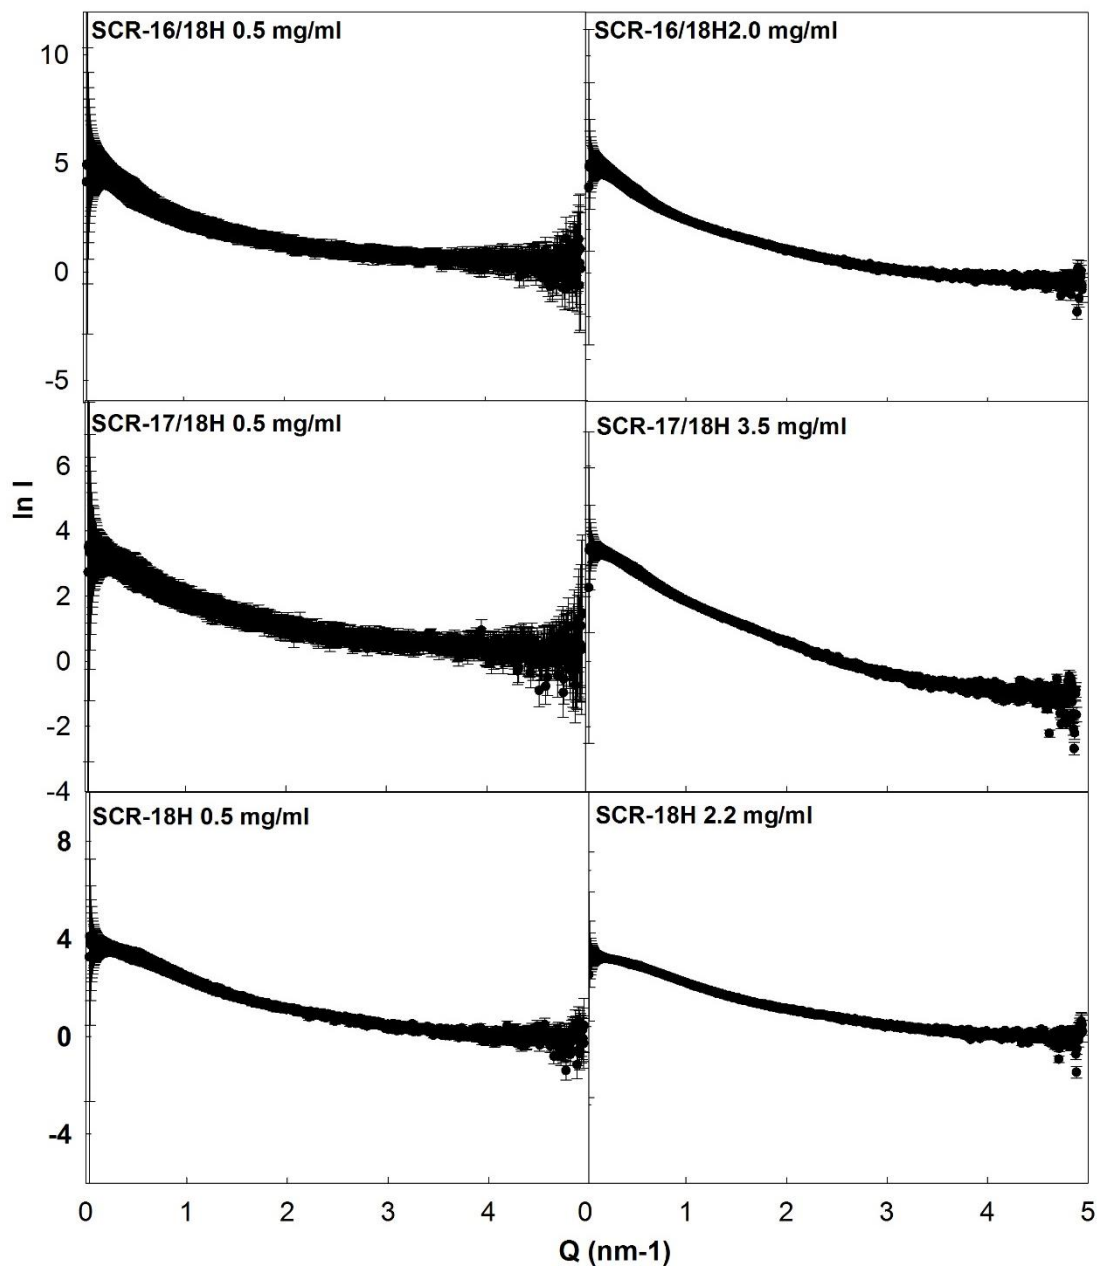 SCR-16/18H 0.5 mg/ml
SCR-16/18H2.0 mg/ml
10
5
0
-5
SCR-17/18H 0.5 mg/ml
SCR-17/18H 3.5 mg/ml
ln I
6
4
2
0
-2
-4
SCR-18H 0.5 mg/ml
SCR-18H 2.2 mg/ml
8
4
0
-4
0 1 2 3 4 0 1 2 3 4 5
Q (nm-1)